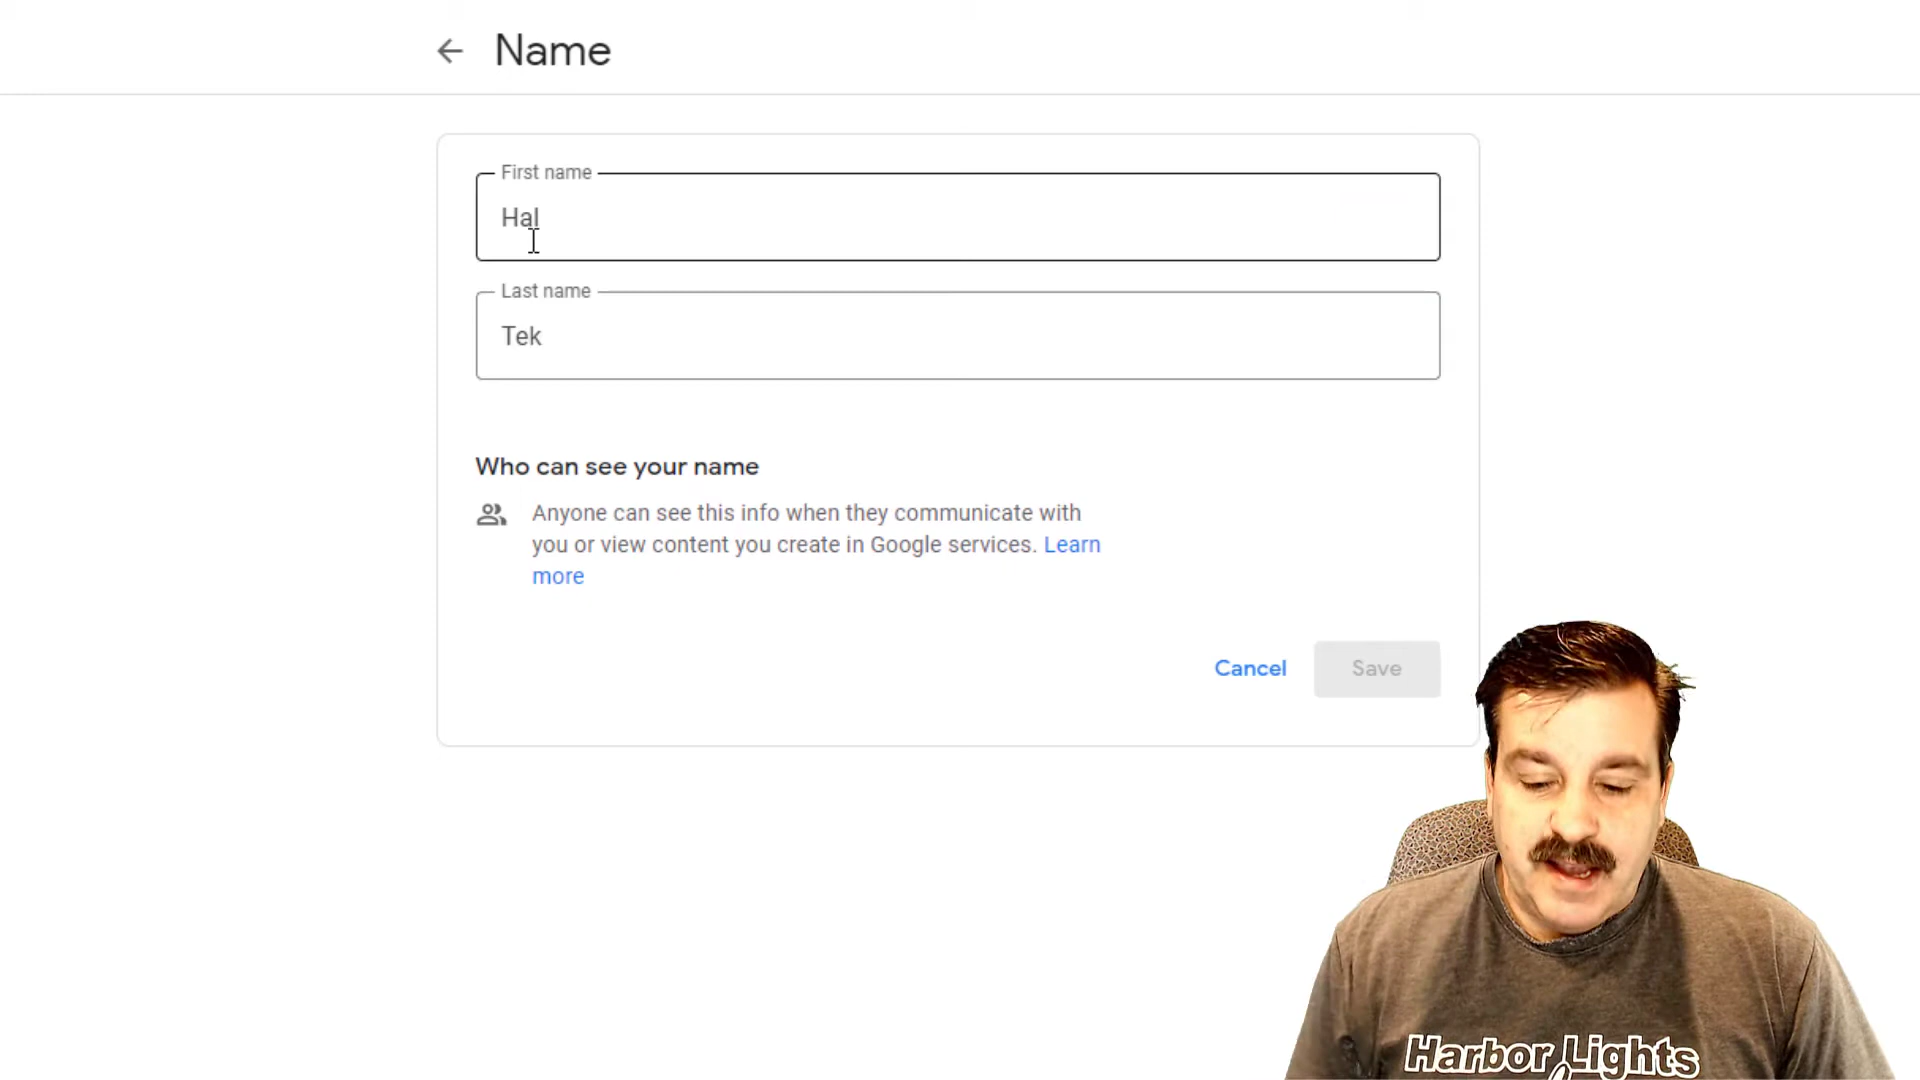 Name
First name
Hal
Last name
Tek
Who can see your name
Anyone can see this info when they communicate with
you or view content you create in Google services. Learn
more
Cancel
Save
Harbor Lights